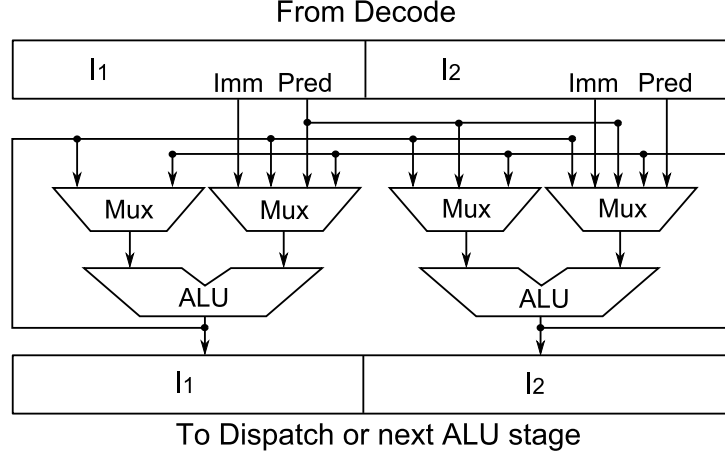 From Decode
I1 I2
Imm Pred Imm Pred
Mux Mux Mux Mux
ALU ALU
I1 I2
To Dispatch or next ALU stage